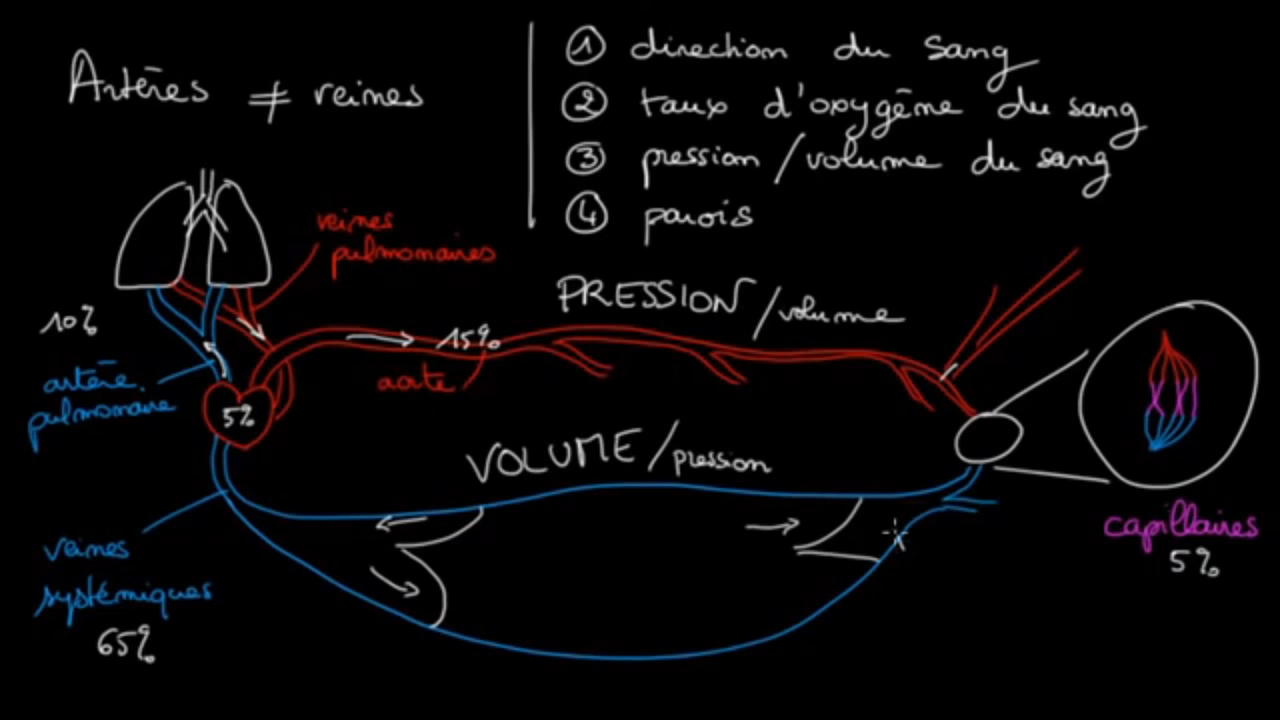 Artères ≠ veines
① direction du sang
② taux d'oxygène du sang
③ pression/volume du sang
④ parois
veines
pulmonaires
PRESSION/volume
10%
15%
aorte
artère
pulmonaire
5%
VOLUME/pression
capillaires
5%
veines
systémiques
65%